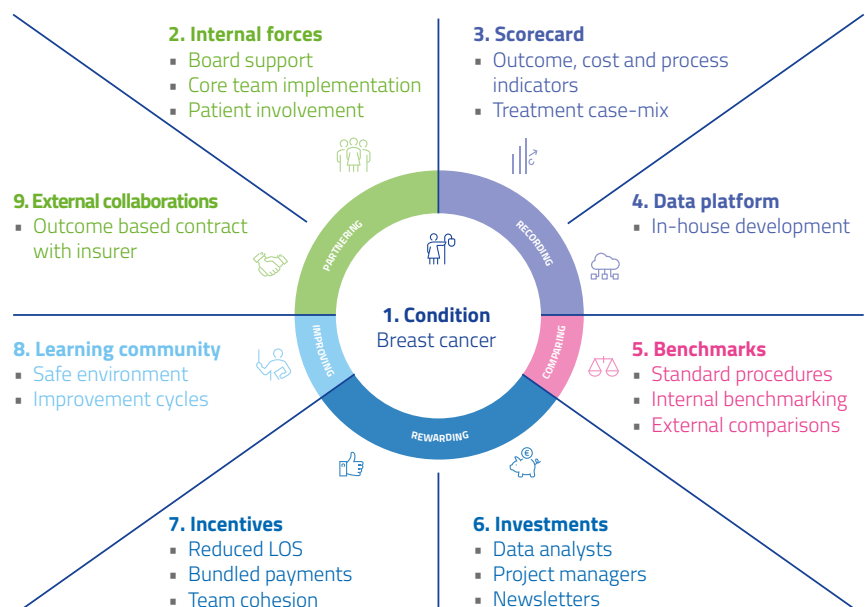 2. Internal forces
Board support
Core team implementation
Patient involvement
3. Scorecard
Outcome, cost and process
indicators
Treatment case-mix
9. External collaborations
Outcome based contract
with insurer
4. Data platform
In-house development
PARTNERING
RECORDING
1. Condition
Breast cancer
IMPROVING
COMPARING
REWARDING
8. Learning community
Safe environment
Improvement cycles
5. Benchmarks
Standard procedures
Internal benchmarking
External comparisons
€
7. Incentives
Reduced LOS
Bundled payments
Team cohesion
6. Investments
Data analysts
Project managers
Newsletters